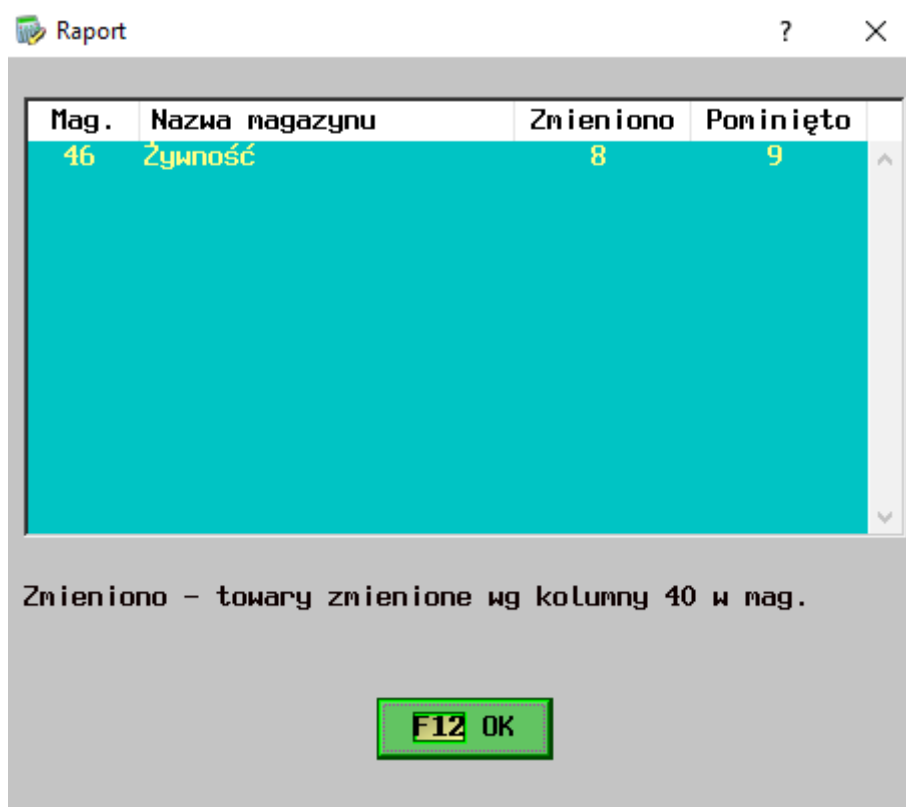 Raport ?
Mag. Nazwa magazynu Zmieniono Pominięto
46 Żywność 8 9
Zmieniono - towary zmienione wg kolumny 40 w mag.
F12 OK